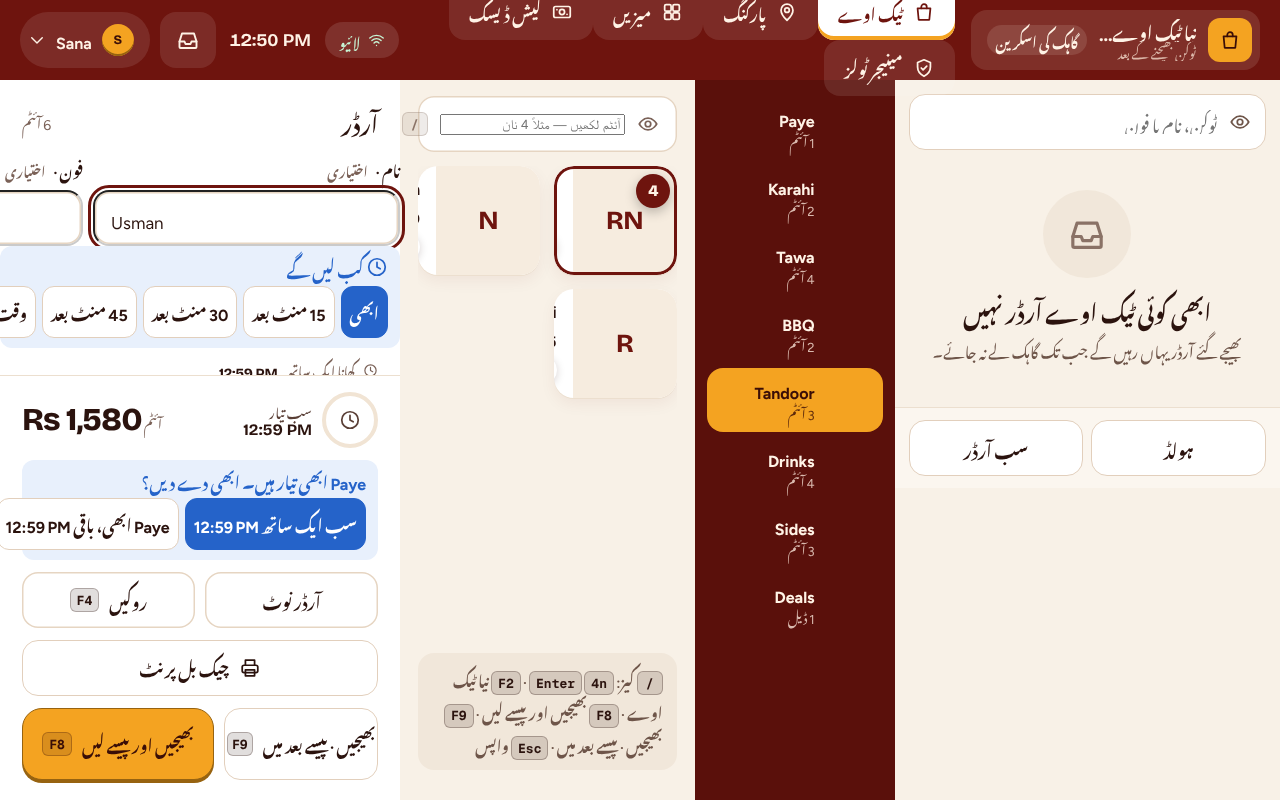 نیا ٹیک اوے...
ٹوکن بھیجنے کے بعد
گاہک کی اسکرین
ٹیک اوے
پارکنگ
میزیں
کیش ڈیسک
مینیجر ٹولز
لائیو
12:50 PM
S
Sana
ٹوکن، نام یا فون
ابھی کوئی ٹیک اوے آرڈر نہیں
بھیجے گئے آرڈر یہاں رہیں گے جب تک گاہک لے نہ جائے۔
ہولڈ
سب آرڈر
Paye
1 آئٹم
Karahi
2 آئٹم
Tawa
4 آئٹم
BBQ
2 آئٹم
Tandoor
3 آئٹم
Drinks
4 آئٹم
Sides
3 آئٹم
Deals
1 ڈیل
آئٹم لکھیں — مثلاً 4 نان
/
RN
4
N
R
/ کیز: 4n Enter · F2 نیا ٹیک
اوے · F8 بھیجیں اور پیسے لیں · F9
بھیجیں · پیسے بعد میں · Esc واپس
آرڈر
6 آئٹم
نام · اختیاری
فون · اختیاری
Usman
کب لیں گے
ابھی
15 منٹ بعد
30 منٹ بعد
45 منٹ بعد
وقت
کھانا ایک ساتھ 12:59 PM
سب تیار
12:59 PM
آئٹم
Rs 1,580
Paye ابھی تیار ہیں۔ ابھی دے دیں؟
سب ایک ساتھ 12:59 PM
Paye ابھی، باقی 12:59 PM
آرڈر نوٹ
روکیں F4
چیک بل پرنٹ
بھیجیں · پیسے بعد میں F9
بھیجیں اور پیسے لیں F8